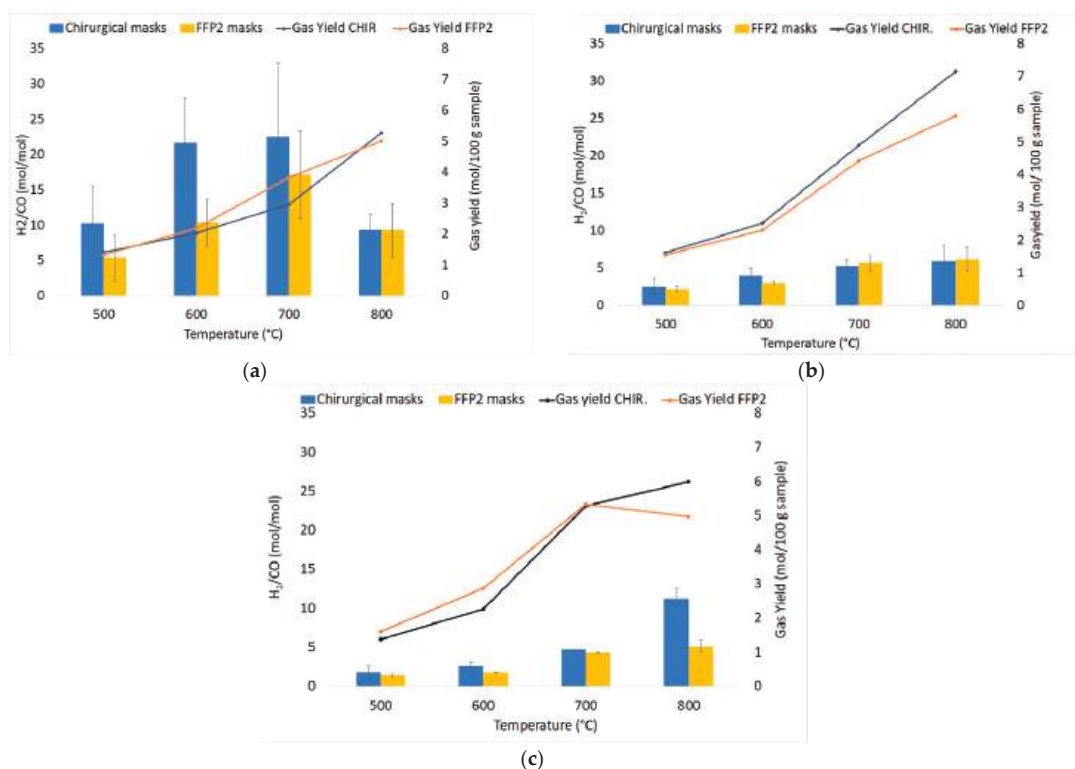 Chirurgical masks FFP2 masks Gas Yield CHIR Gas Yield FFP2
35 8
30 7
25 6
20 5
15 4
10 3
5 2
0 1
0
H2/CO (mol/mol)
Gas yield (mol/100 g sample)
500 600 700 800
Temperature (°C)
(a)
Chirurgical masks FFP2 masks Gas Yield CHIR. Gas Yield FFP2
35 8
30 7
25 6
20 5
15 4
10 3
5 2
0 1
0
H₂/CO (mol/mol)
Gasyield (mol/ 100 g sample)
500 600 700 800
Temperature (°C)
(b)
Chirurgical masks FFP2 masks Gas yield CHIR. Gas Yield FFP2
35 8
30 7
25 6
20 5
15 4
10 3
5 2
0 1
0
H₂/CO (mol/mol)
Gas Yield (mol/100 g sample)
500 600 700 800
Temperature (°C)
(c)